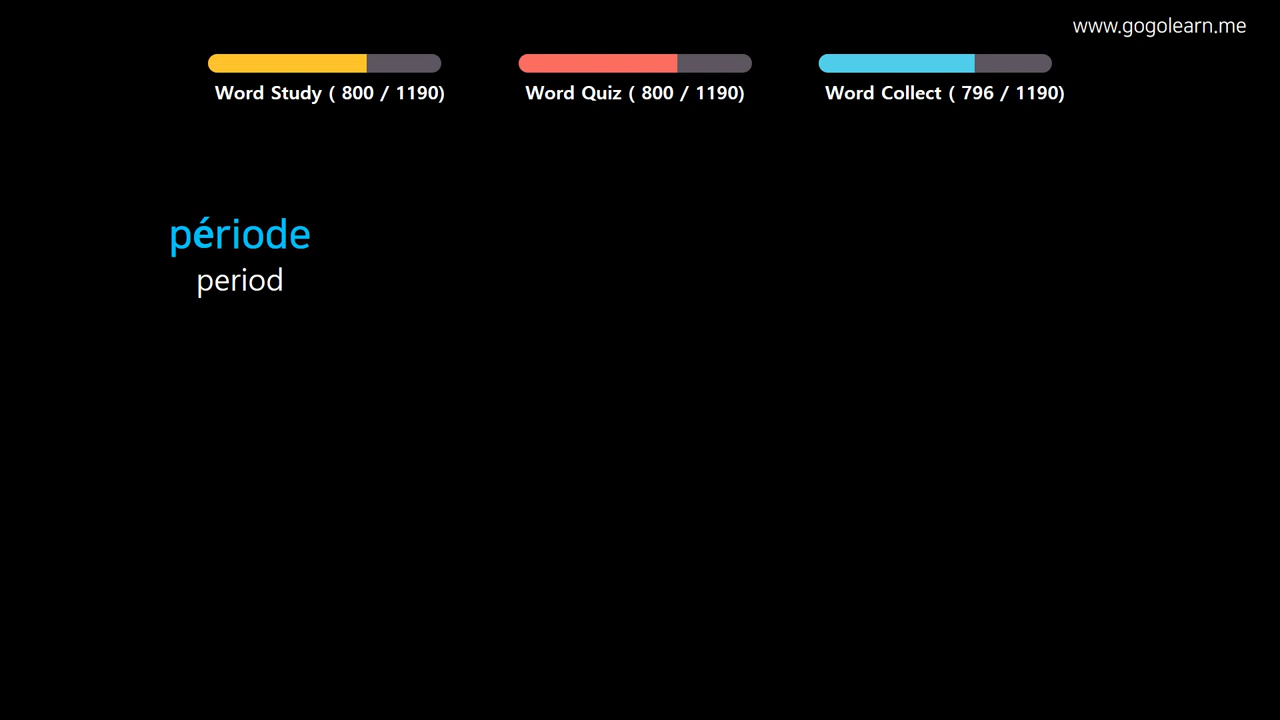 www.gogolearn.me
Word Study ( 800 / 1190)
Word Quiz ( 800 / 1190)
Word Collect ( 796 / 1190)
période
period